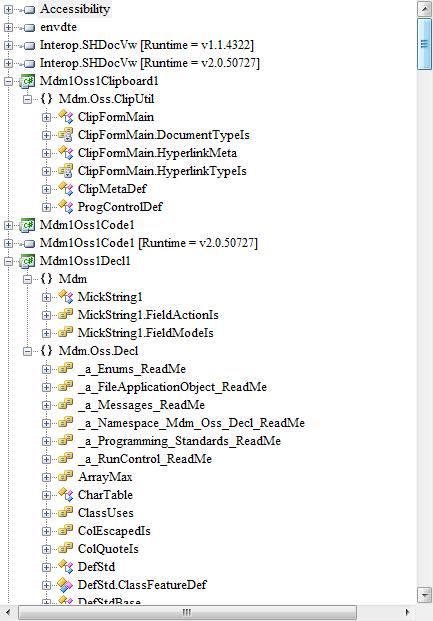 Accessibility
envdte
Interop.SHDocVw [Runtime = v1.1.4322]
Interop.SHDocVw [Runtime = v2.0.50727]
Mdm1Oss1Clipboard1
{} Mdm.Oss.ClipUtil
ClipFormMain
ClipFormMain.DocumentTypeIs
ClipFormMain.HyperlinkMeta
ClipFormMain.HyperlinkTypeIs
ClipMetaDef
ProgControlDef
Mdm1Oss1Code1
Mdm1Oss1Code1 [Runtime = v2.0.50727]
Mdm1Oss1Decl1
{} Mdm
MickString1
MickString1.FieldActionIs
MickString1.FieldModeIs
{} Mdm.Oss.Decl
_a_Enums_ReadMe
_a_FileApplicationObject_ReadMe
_a_Messages_ReadMe
_a_Namespace_Mdm_Oss_Decl_ReadMe
_a_Programming_Standards_ReadMe
_a_RunControl_ReadMe
ArrayMax
CharTable
ClassUses
ColEscapedIs
ColQuoteIs
DefStd
DefStd.ClassFeatureDef
DefStdBase